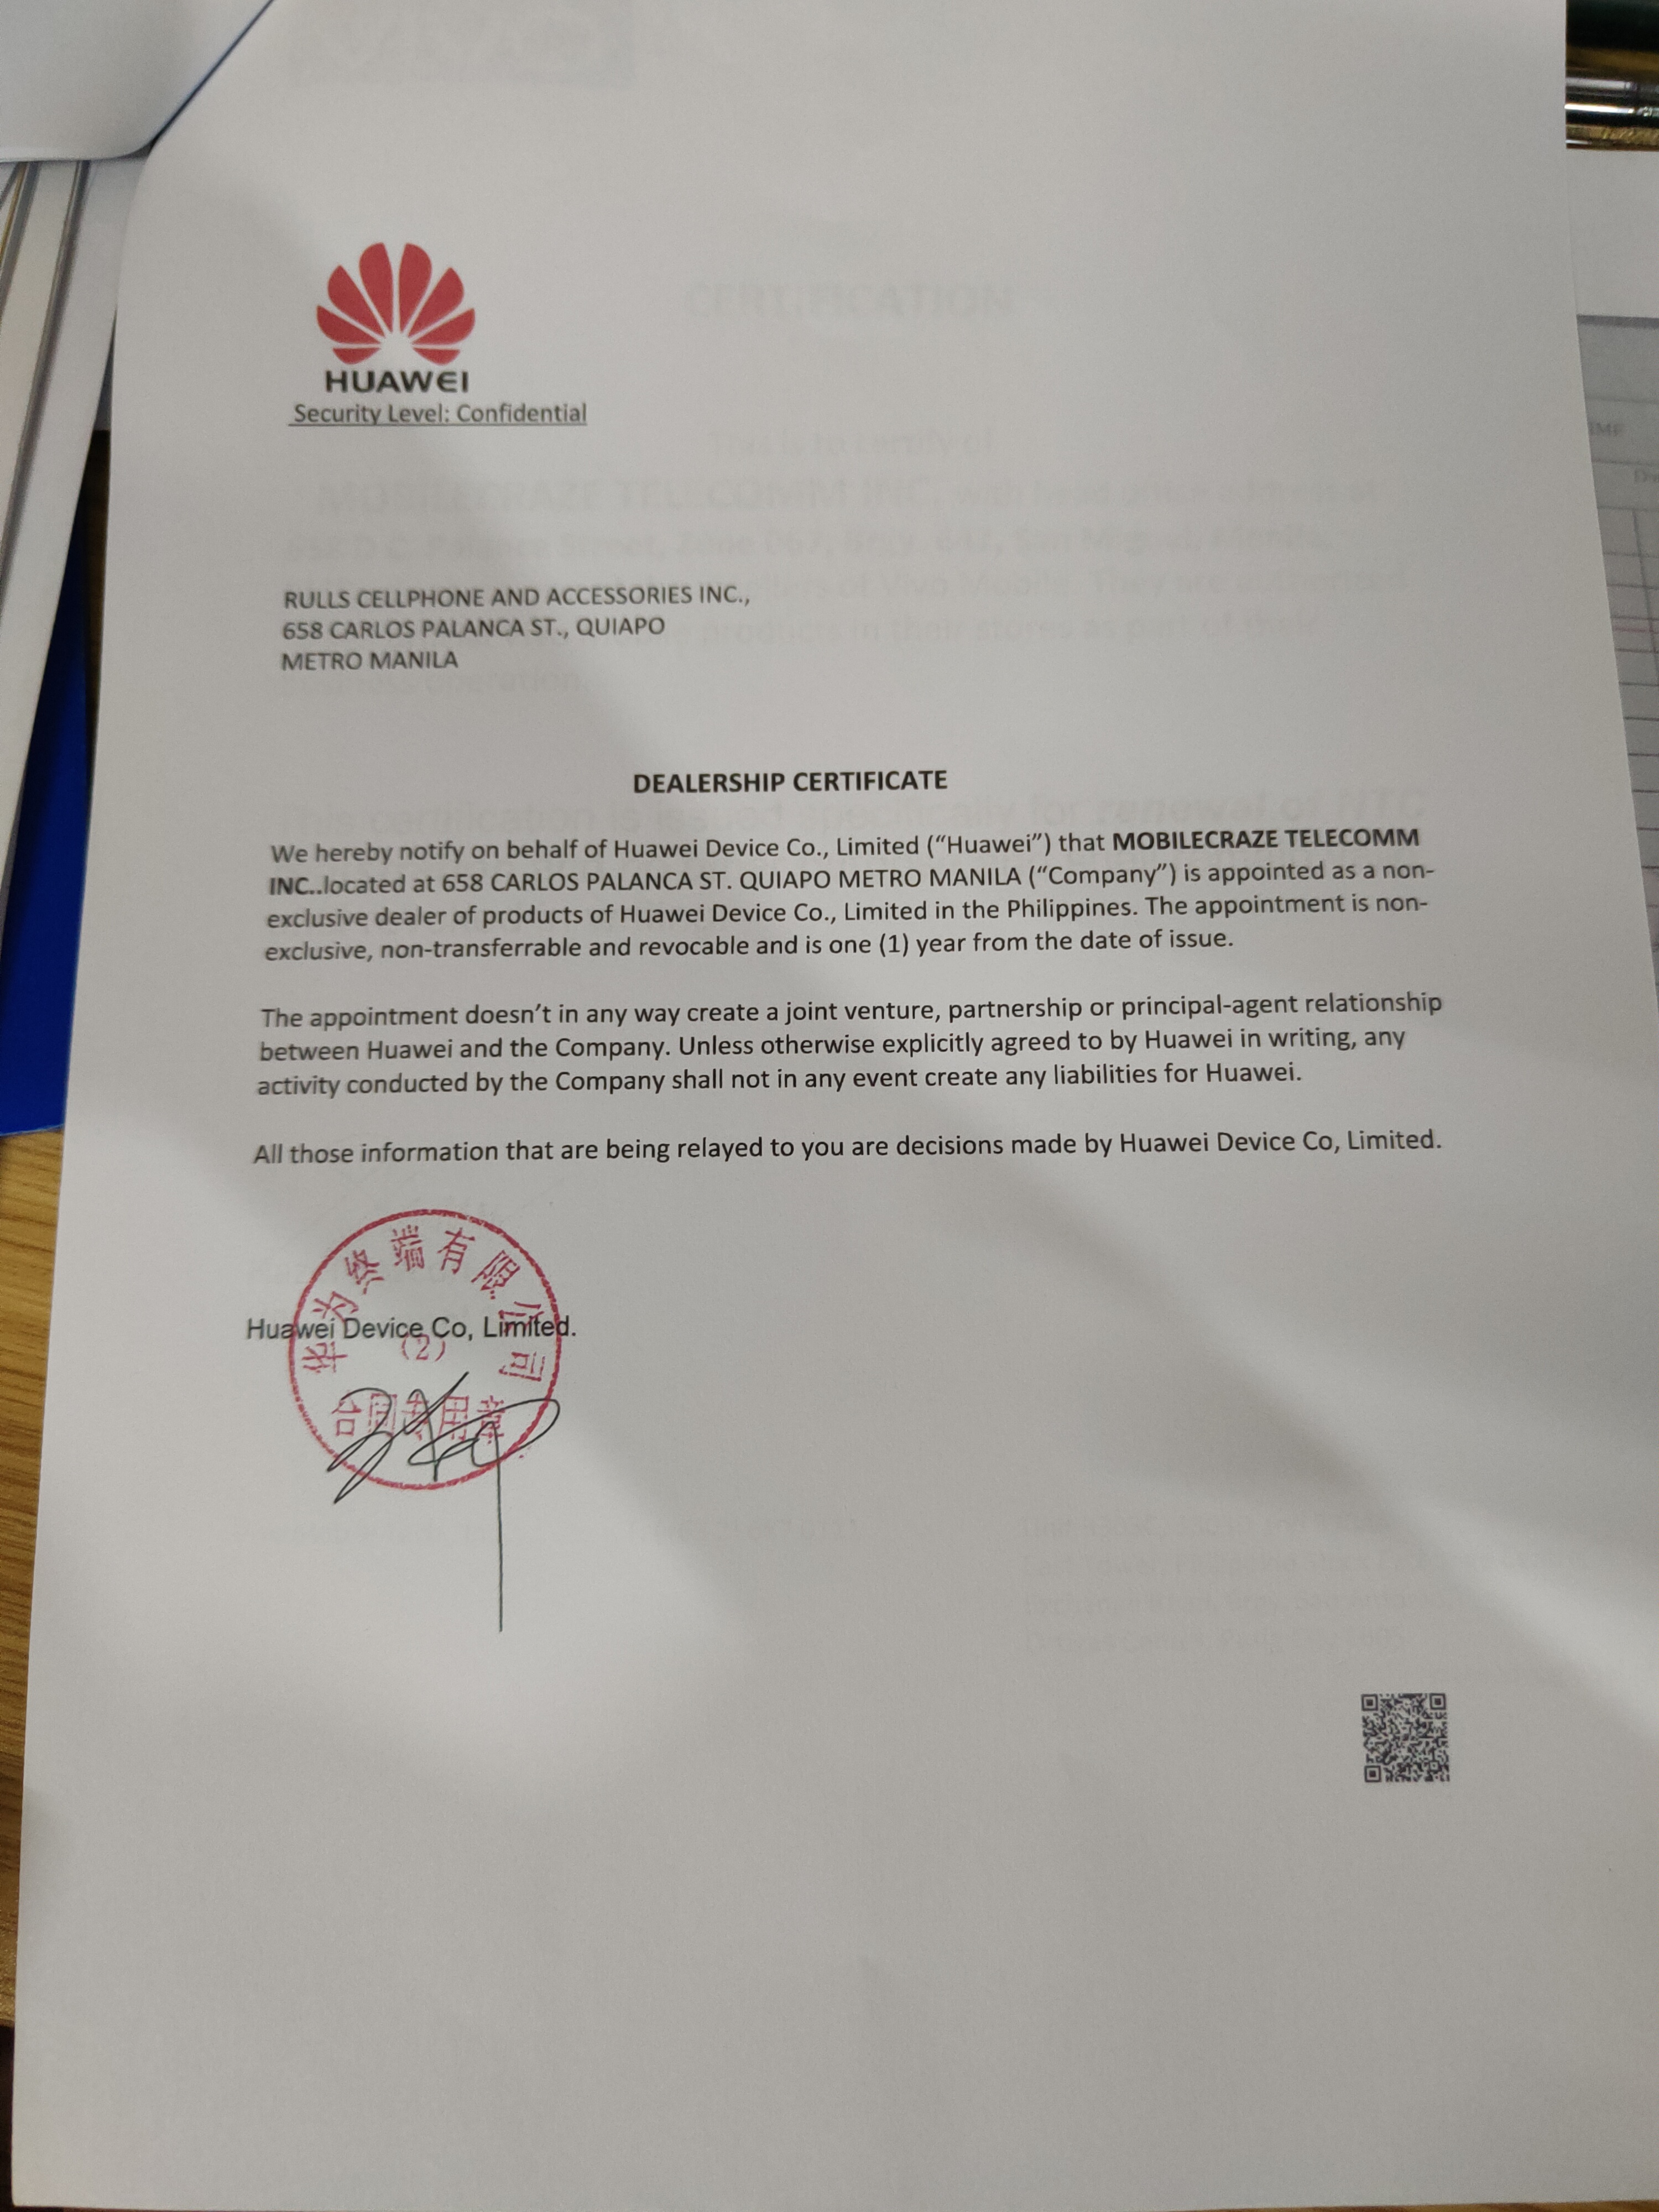 HUAWEI
Security Level: Confidential
CERTIFICATION
This is to certify
MOBILECRAZE TELECOMM INC.
RULLS CELLPHONE AND ACCESSORIES INC.,
658 CARLOS PALANCA ST., QUIAPO
METRO MANILA
DEALERSHIP CERTIFICATE
We hereby notify on behalf of Huawei Device Co., Limited (“Huawei”) that MOBILECRAZE TELECOMM
INC..located at 658 CARLOS PALANCA ST. QUIAPO METRO MANILA (“Company”) is appointed as a non-
exclusive dealer of products of Huawei Device Co., Limited in the Philippines. The appointment is non-
exclusive, non-transferrable and revocable and is one (1) year from the date of issue.
The appointment doesn’t in any way create a joint venture, partnership or principal-agent relationship
between Huawei and the Company. Unless otherwise explicitly agreed to by Huawei in writing, any
activity conducted by the Company shall not in any event create any liabilities for Huawei.
All those information that are being relayed to you are decisions made by Huawei Device Co, Limited.
华为终端有限公司
Huawei Device Co, Limited.
(2)
合同专用章